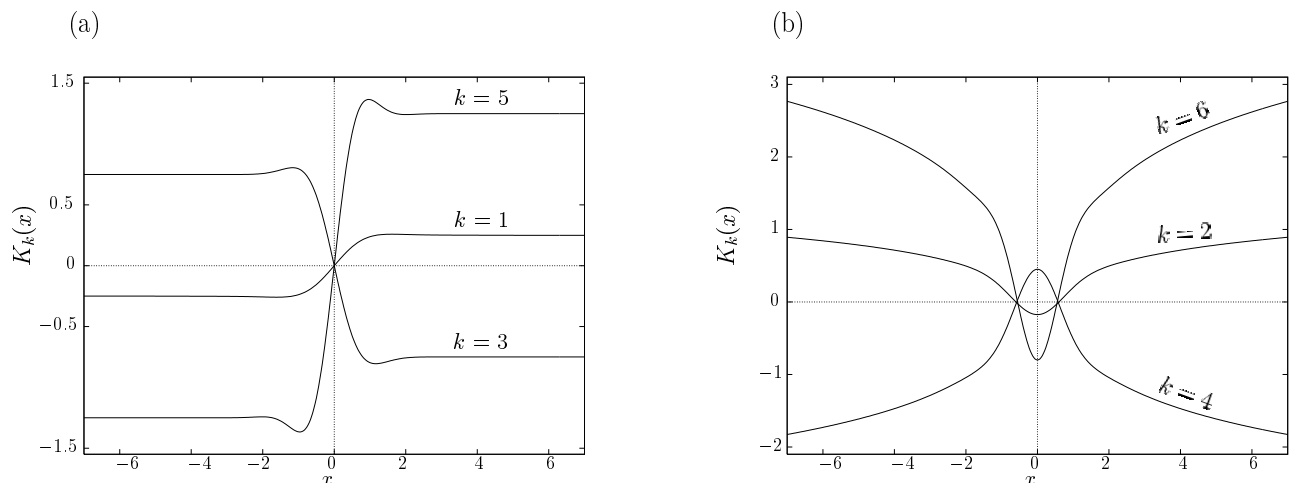 (a)
1.5
0.5
0
−0.5
−1.5
K_k(x)
k = 5
k = 1
k = 3
−6 −4 −2 0 2 4 6
x
(b)
3
2
1
0
−1
−2
K_k(x)
k = 6
k = 2
k = 4
−6 −4 −2 0 2 4 6
x